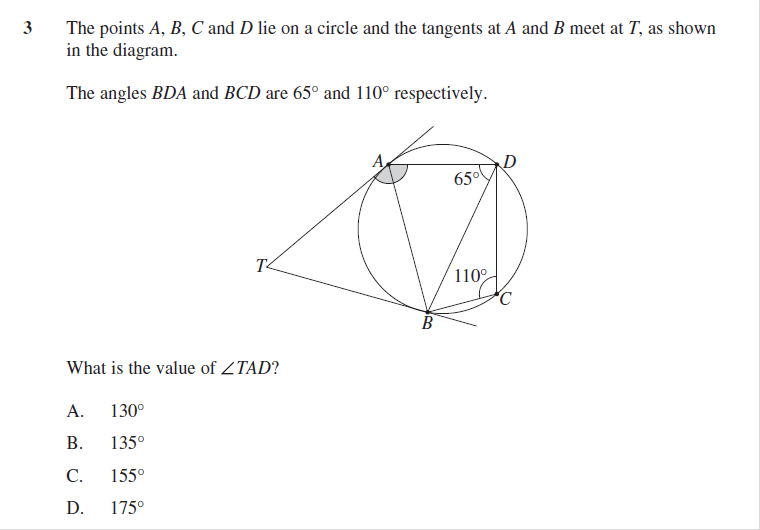 3 The points A, B, C and D lie on a circle and the tangents at A and B meet at T, as shown
in the diagram.
The angles BDA and BCD are 65° and 110° respectively.
A
D
65°
T
110°
C
B
What is the value of ∠TAD?
A. 130°
B. 135°
C. 155°
D. 175°